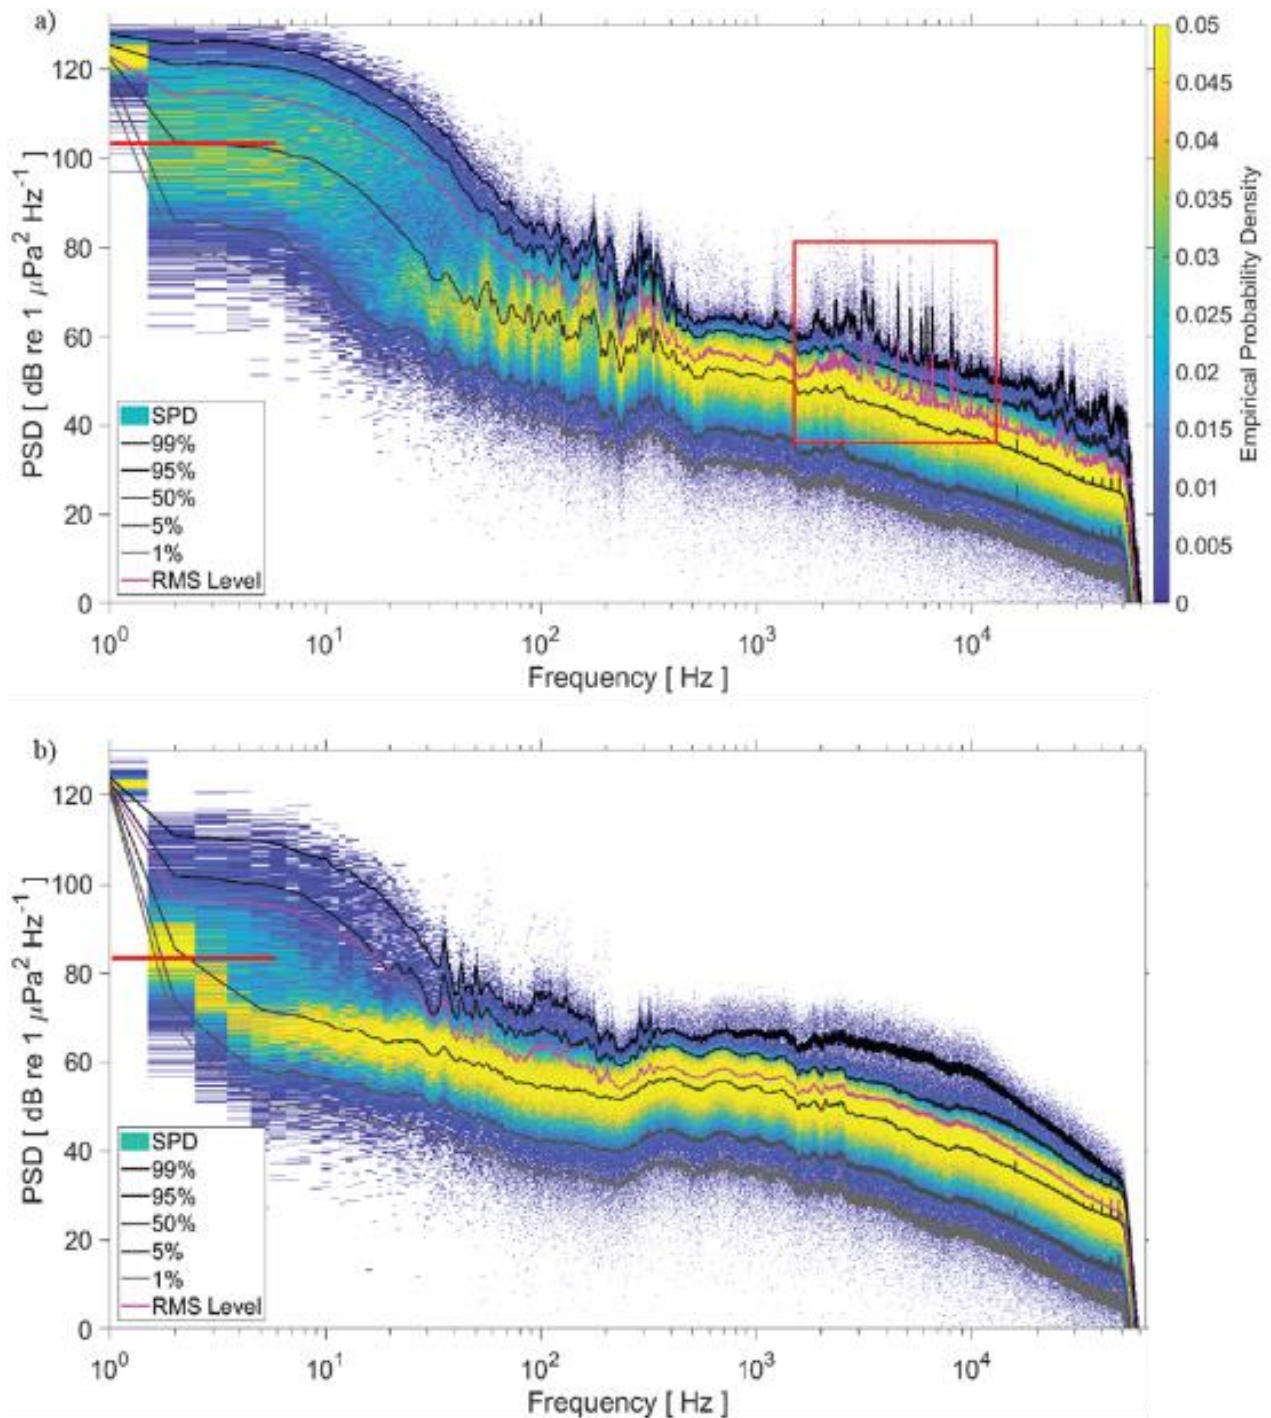 a)
PSD [ dB re 1 μPa² Hz⁻¹ ]
120
100
80
60
40
20
0
SPD
99%
95%
50%
5%
1%
RMS Level
10⁰ 10¹ 10² 10³ 10⁴
Frequency [ Hz ]
0.05
0.045
0.04
0.035
0.03
0.025
0.02
0.015
0.01
0.005
0
Empirical Probability Density
b)
PSD [ dB re 1 μPa² Hz⁻¹ ]
120
100
80
60
40
20
0
SPD
99%
95%
50%
5%
1%
RMS Level
10⁰ 10¹ 10² 10³ 10⁴
Frequency [ Hz ]